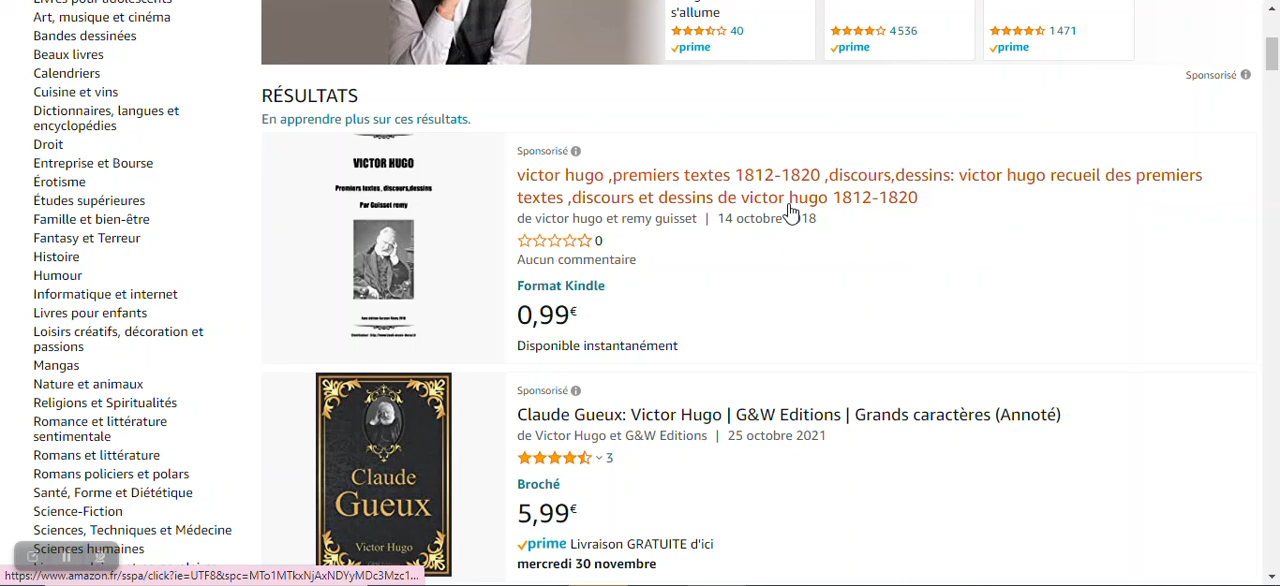 Livres pour adolescents
Art, musique et cinéma
Bandes dessinées
Beaux livres
Calendriers
Cuisine et vins
Dictionnaires, langues et
encyclopédies
Droit
Entreprise et Bourse
Érotisme
Études supérieures
Famille et bien-être
Fantasy et Terreur
Histoire
Humour
Informatique et internet
Livres pour enfants
Loisirs créatifs, décoration et
passions
Mangas
Nature et animaux
Religions et Spiritualités
Romance et littérature
sentimentale
Romans et littérature
Romans policiers et polars
Santé, Forme et Diététique
Science-Fiction
Sciences, Techniques et Médecine
Sciences humaines
https://www.amazon.fr/sspa/click?ie=UTF8&spc=MTo1MTkxNjAxNDYyMDc3Mzc1...
s'allume
40
prime
4 536
prime
1 471
prime
Sponsorisé
RÉSULTATS
En apprendre plus sur ces résultats.
VICTOR HUGO
Premiers textes, discours,dessins
Par Guisset remy
Sponsorisé
victor hugo ,premiers textes 1812-1820 ,discours,dessins: victor hugo recueil des premiers
textes ,discours et dessins de victor hugo 1812-1820
de victor hugo et remy guisset | 14 octobre 18
0
Aucun commentaire
Format Kindle
0,99€
Disponible instantanément
Claude
Gueux
Victor Hugo
Sponsorisé
Claude Gueux: Victor Hugo | G&W Editions | Grands caractères (Annoté)
de Victor Hugo et G&W Editions | 25 octobre 2021
3
Broché
5,99€
prime Livraison GRATUITE d'ici
mercredi 30 novembre